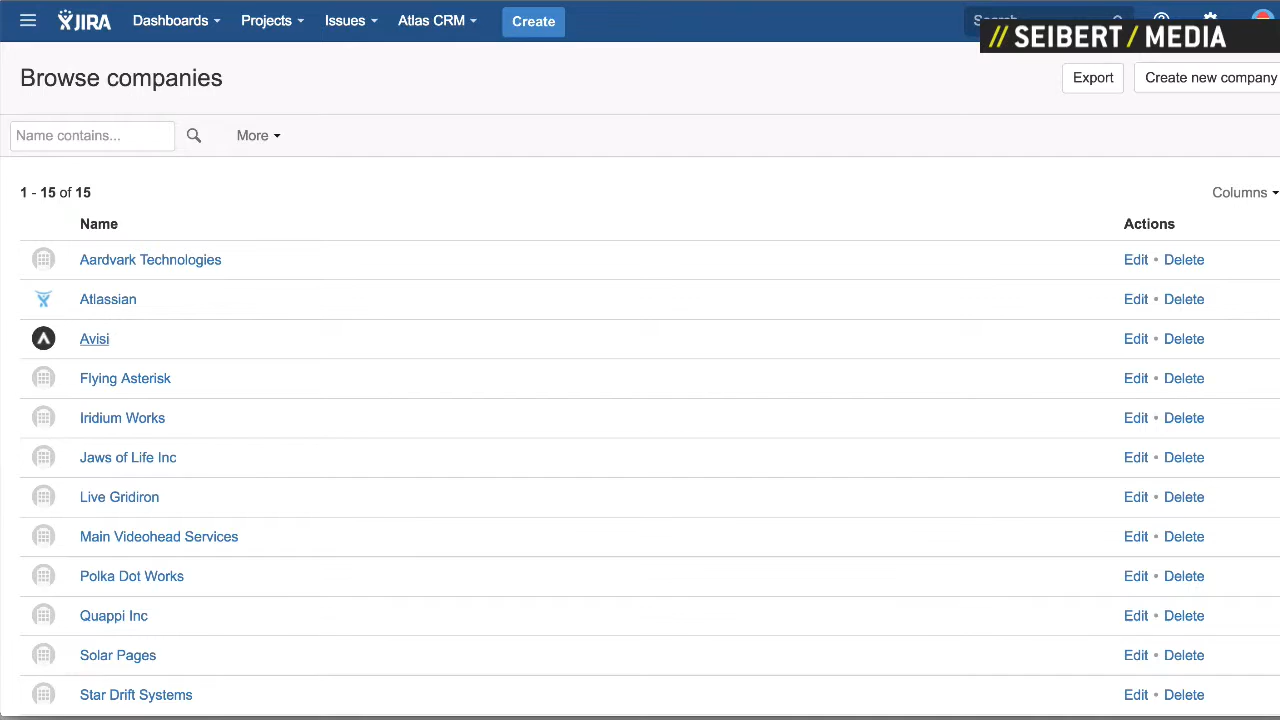 JIRA Dashboards Projects Issues Atlas CRM Create Search
// SEIBERT / MEDIA
Browse companies
Export Create new company
Name contains... More
1 - 15 of 15
Columns
Name Actions
Aardvark Technologies Edit • Delete
Atlassian Edit • Delete
Avisi Edit • Delete
Flying Asterisk Edit • Delete
Iridium Works Edit • Delete
Jaws of Life Inc Edit • Delete
Live Gridiron Edit • Delete
Main Videohead Services Edit • Delete
Polka Dot Works Edit • Delete
Quappi Inc Edit • Delete
Solar Pages Edit • Delete
Star Drift Systems Edit • Delete